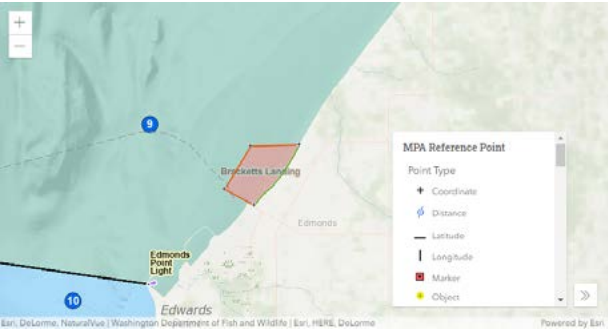 +
−
9
Bracketts Landing
MPA Reference Point
Point Type
Coordinate
Distance
Latitude
Longitude
Marker
Object
Edmonds
Edmonds
Point
Light
10
Edwards
Esri, DeLorme, NaturalVue | Washington Department of Fish and Wildlife | Esri, HERE, DeLorme
Powered by Esri